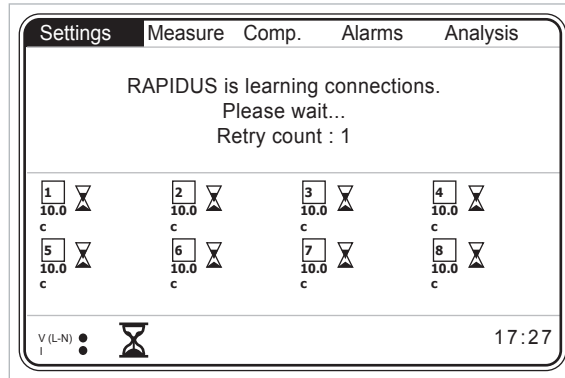 Settings Measure Comp. Alarms Analysis
RAPIDUS is learning connections.
Please wait...
Retry count : 1
1 2 3 4
10.0 10.0 10.0 10.0
c c c c
5 6 7 8
10.0 10.0 10.0 10.0
c c c c
V (L-N) 17:27
I